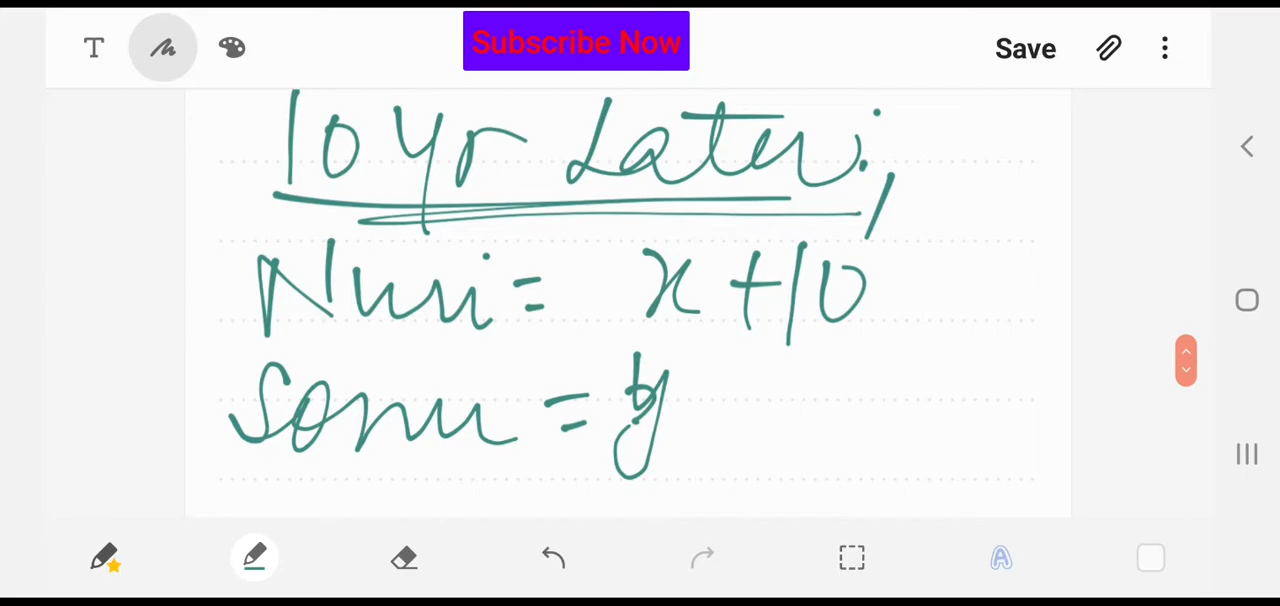 Subscribe Now
T Save
10 Yr Later;
Nuri = x + 10
Sonu = y
A